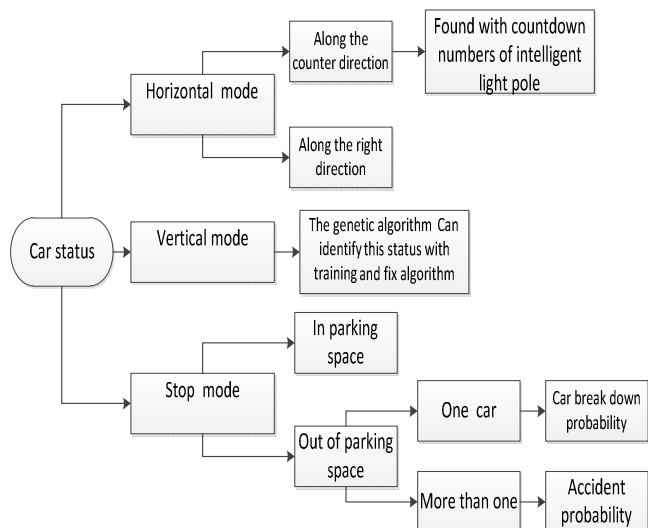 Along the
counter direction
Found with countdown
numbers of intelligent
light pole
Horizontal mode
Along the right
direction
Car status
Vertical mode
The genetic algorithm Can
identify this status with
training and fix algorithm
In parking
space
Stop mode
Out of parking
space
One car
Car break down
probability
More than one
Accident
probability